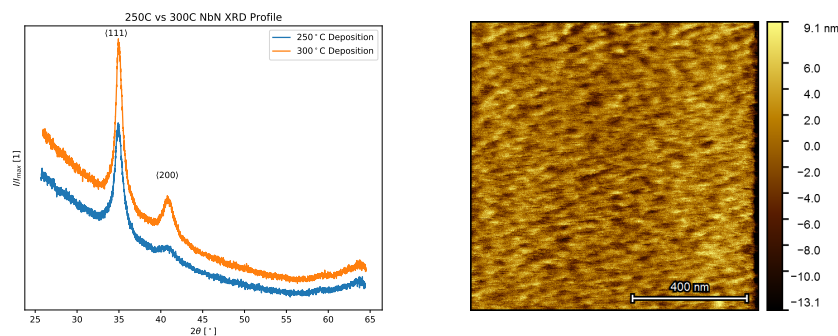 250C vs 300C NbN XRD Profile
(111)
250°C Deposition
300°C Deposition
(200)
I/I_max [1]
25 30 35 40 45 50 55 60 65
2θ [°]
9.1 nm
6.0
4.0
2.0
0.0
−2.0
−4.0
−6.0
−8.0
−10.0
−13.1
400 nm